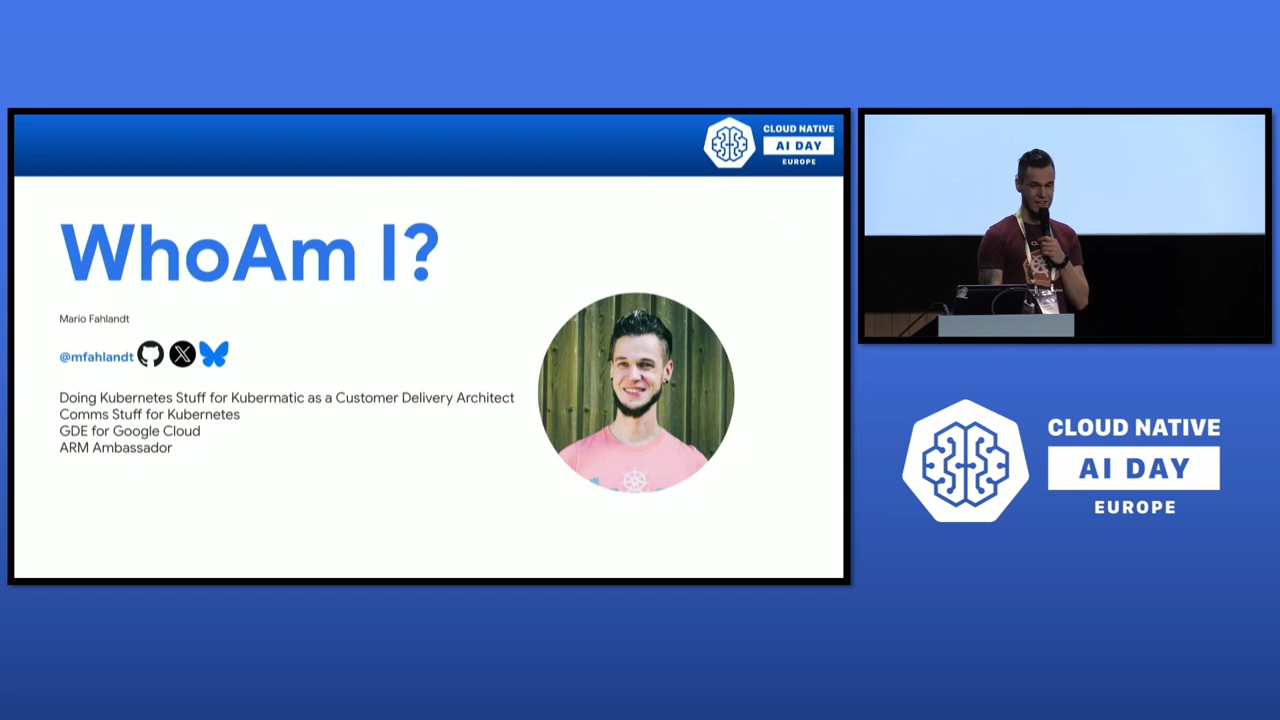 CLOUD NATIVE
AI DAY
EUROPE
WhoAm I?
Mario Fahlandt
@mfahlandt
Doing Kubernetes Stuff for Kubermatic as a Customer Delivery Architect
Comms Stuff for Kubernetes
GDE for Google Cloud
ARM Ambassador
CLOUD NATIVE
AI DAY
EUROPE